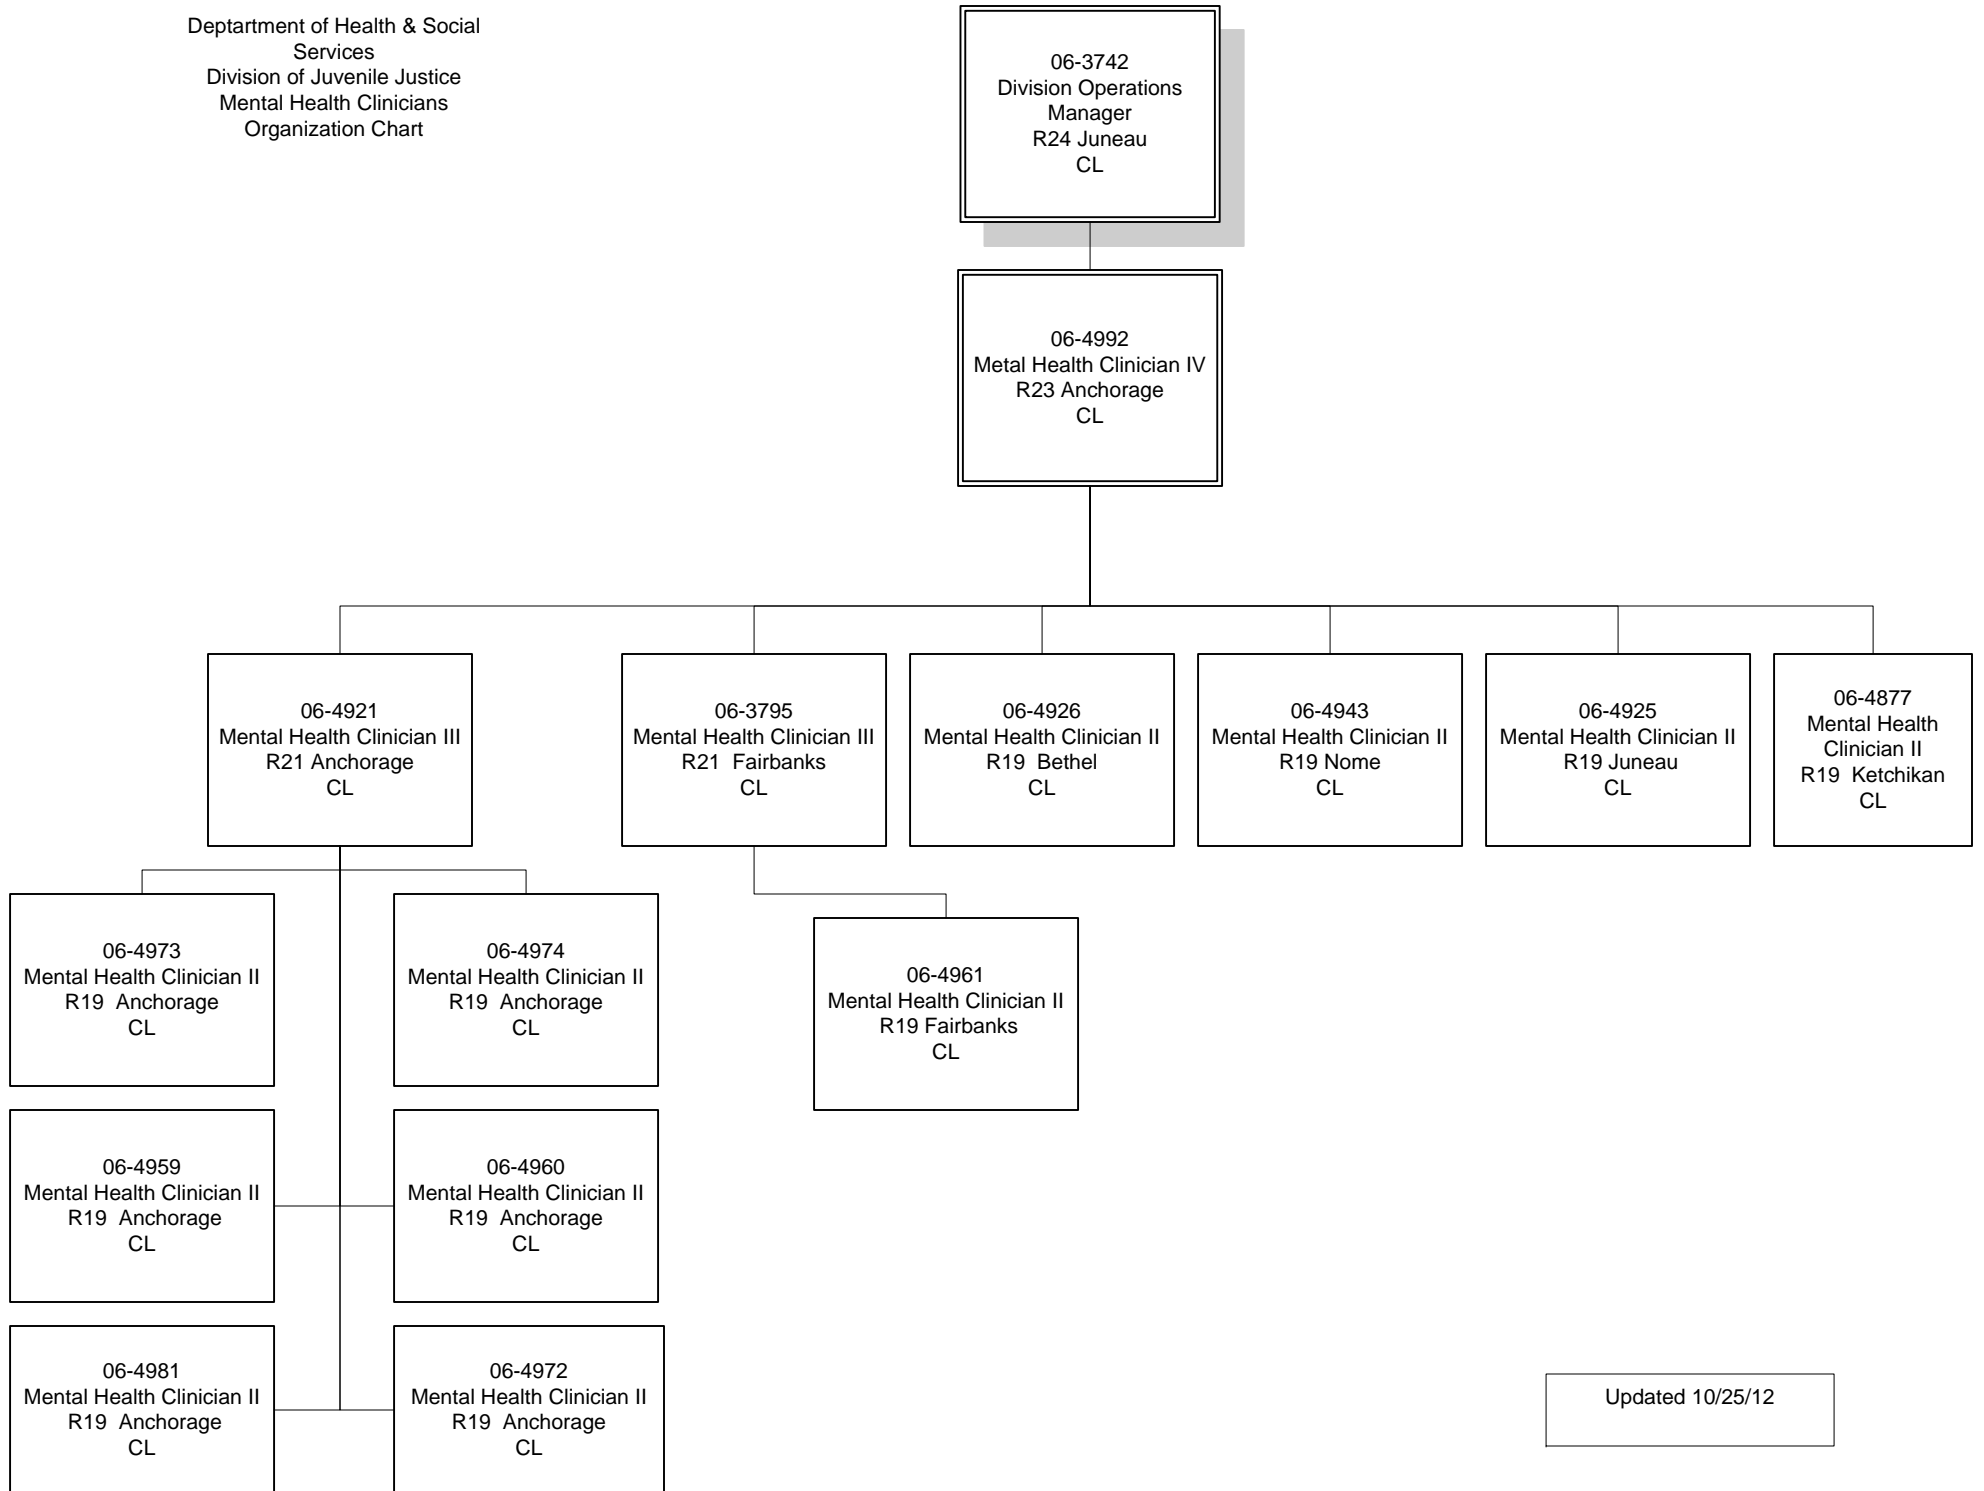 Deptartment of Health & Social
Services
Division of Juvenile Justice
Mental Health Clinicians
Organization Chart
06-3742
Division Operations
Manager
R24 Juneau
CL
06-4992
Metal Health Clinician IV
R23 Anchorage
CL
06-4921
Mental Health Clinician III
R21 Anchorage
CL
06-3795
Mental Health Clinician III
R21 Fairbanks
CL
06-4926
Mental Health Clinician II
R19 Bethel
CL
06-4943
Mental Health Clinician II
R19 Nome
CL
06-4925
Mental Health Clinician II
R19 Juneau
CL
06-4877
Mental Health
Clinician II
R19 Ketchikan
CL
06-4973
Mental Health Clinician II
R19 Anchorage
CL
06-4974
Mental Health Clinician II
R19 Anchorage
CL
06-4961
Mental Health Clinician II
R19 Fairbanks
CL
06-4959
Mental Health Clinician II
R19 Anchorage
CL
06-4960
Mental Health Clinician II
R19 Anchorage
CL
06-4981
Mental Health Clinician II
R19 Anchorage
CL
06-4972
Mental Health Clinician II
R19 Anchorage
CL
Updated 10/25/12